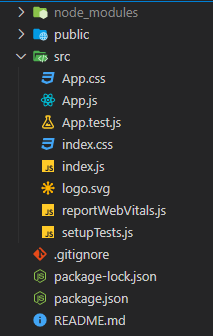 node_modules
public
src
App.css
App.js
App.test.js
index.css
index.js
logo.svg
reportWebVitals.js
setupTests.js
.gitignore
package-lock.json
package.json
README.md